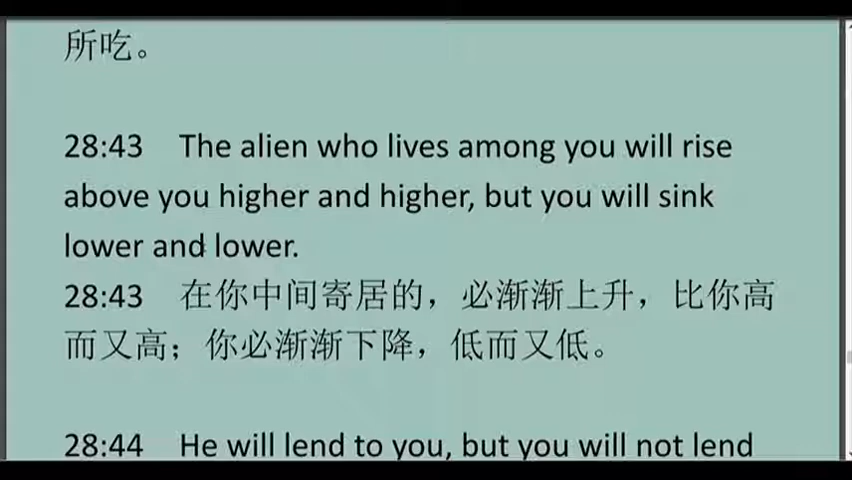 所吃。
28:43 The alien who lives among you will rise
above you higher and higher, but you will sink
lower and lower.
28:43 在你中间寄居的，必渐渐上升，比你高
而又高；你必渐渐下降，低而又低。
28:44 He will lend to you, but you will not lend